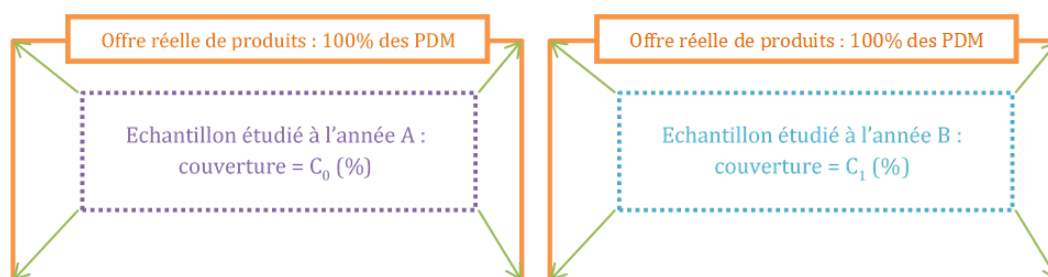 Offre réelle de produits : 100% des PDM
Echantillon étudié à l'année A :
couverture = C₀ (%)
Offre réelle de produits : 100% des PDM
Echantillon étudié à l'année B :
couverture = C₁ (%)